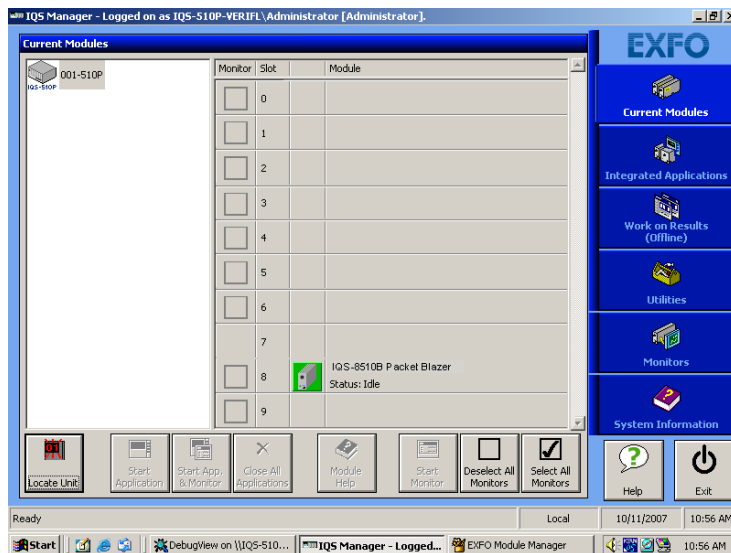 IQS Manager - Logged on as IQS-510P-VERIFL\Administrator [Administrator].
Current Modules
001-510P
IQS-510P
Monitor Slot Module
0
1
2
3
4
5
6
7
8 IQS-8510B Packet Blazer
Status: Idle
9
Locate Unit
Start
Application
Start App.
& Monitor
Close All
Applications
Module
Help
Start
Monitor
Deselect All
Monitors
Select All
Monitors
EXFO
Current Modules
Integrated Applications
Work on Results
(Offline)
Utilities
Monitors
System Information
Help
Exit
Ready Local 10/11/2007 10:56 AM
Start DebugView on \\IQS-510... IQS Manager - Logged... EXFO Module Manager 10:56 AM